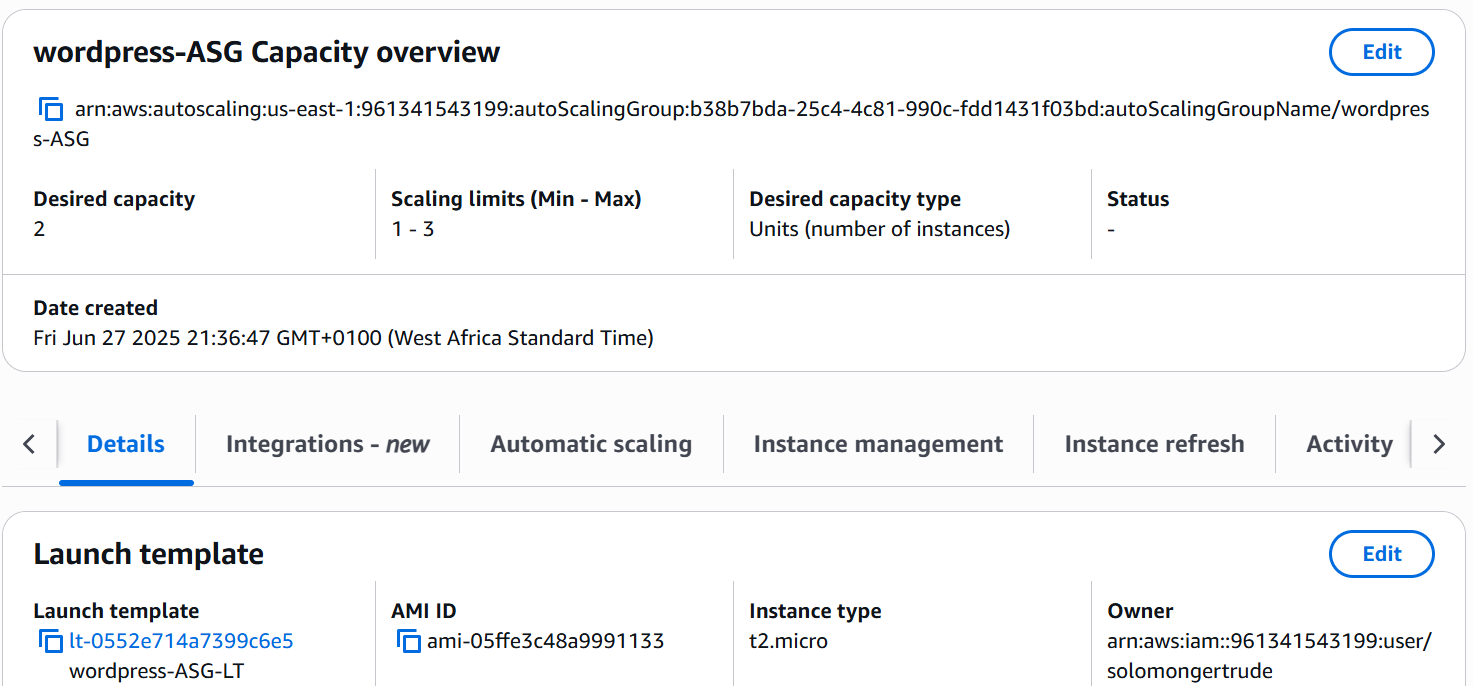 wordpress-ASG Capacity overview
Edit
arn:aws:autoscaling:us-east-1:961341543199:autoScalingGroup:b38b7bda-25c4-4c81-990c-fdd1431f03bd:autoScalingGroupName/wordpres
s-ASG
Desired capacity
2
Scaling limits (Min - Max)
1 - 3
Desired capacity type
Units (number of instances)
Status
-
Date created
Fri Jun 27 2025 21:36:47 GMT+0100 (West Africa Standard Time)
Details
Integrations - new
Automatic scaling
Instance management
Instance refresh
Activity
Launch template
Edit
Launch template
lt-0552e714a7399c6e5
wordpress-ASG-LT
AMI ID
ami-05ffe3c48a9991133
Instance type
t2.micro
Owner
arn:aws:iam::961341543199:user/
solomongertrude